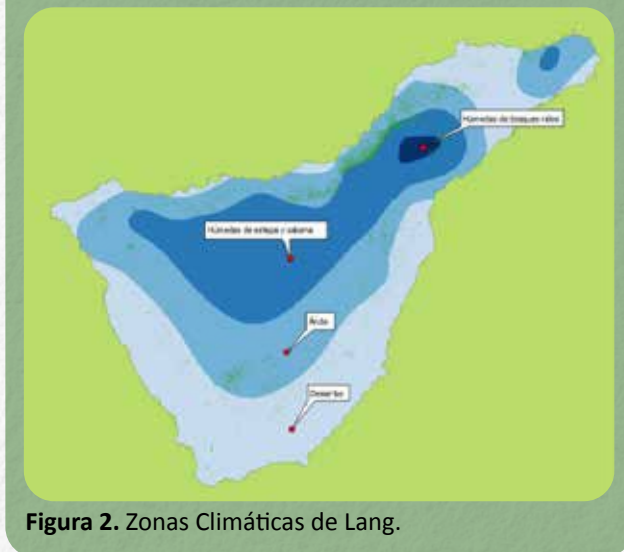 Húmedas de bosques ralos
Húmedas de estepa y sabana
Árida
Desierto
Figura 2. Zonas Climáticas de Lang.